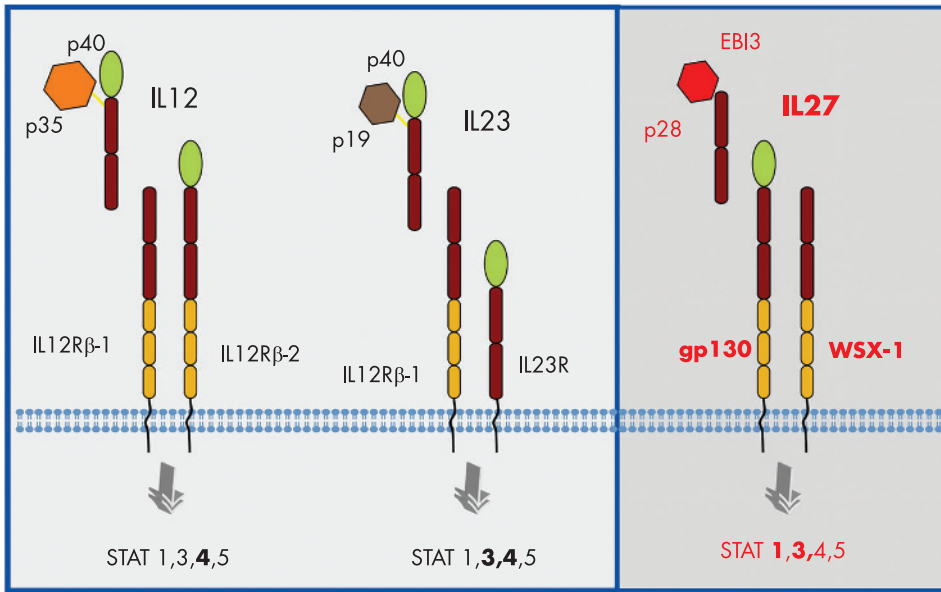 p40
IL12
p35
IL12Rβ-1
IL12Rβ-2
STAT 1,3,4,5
p40
IL23
p19
IL12Rβ-1
IL23R
STAT 1,3,4,5
EBI3
IL27
p28
gp130
WSX-1
STAT 1,3,4,5